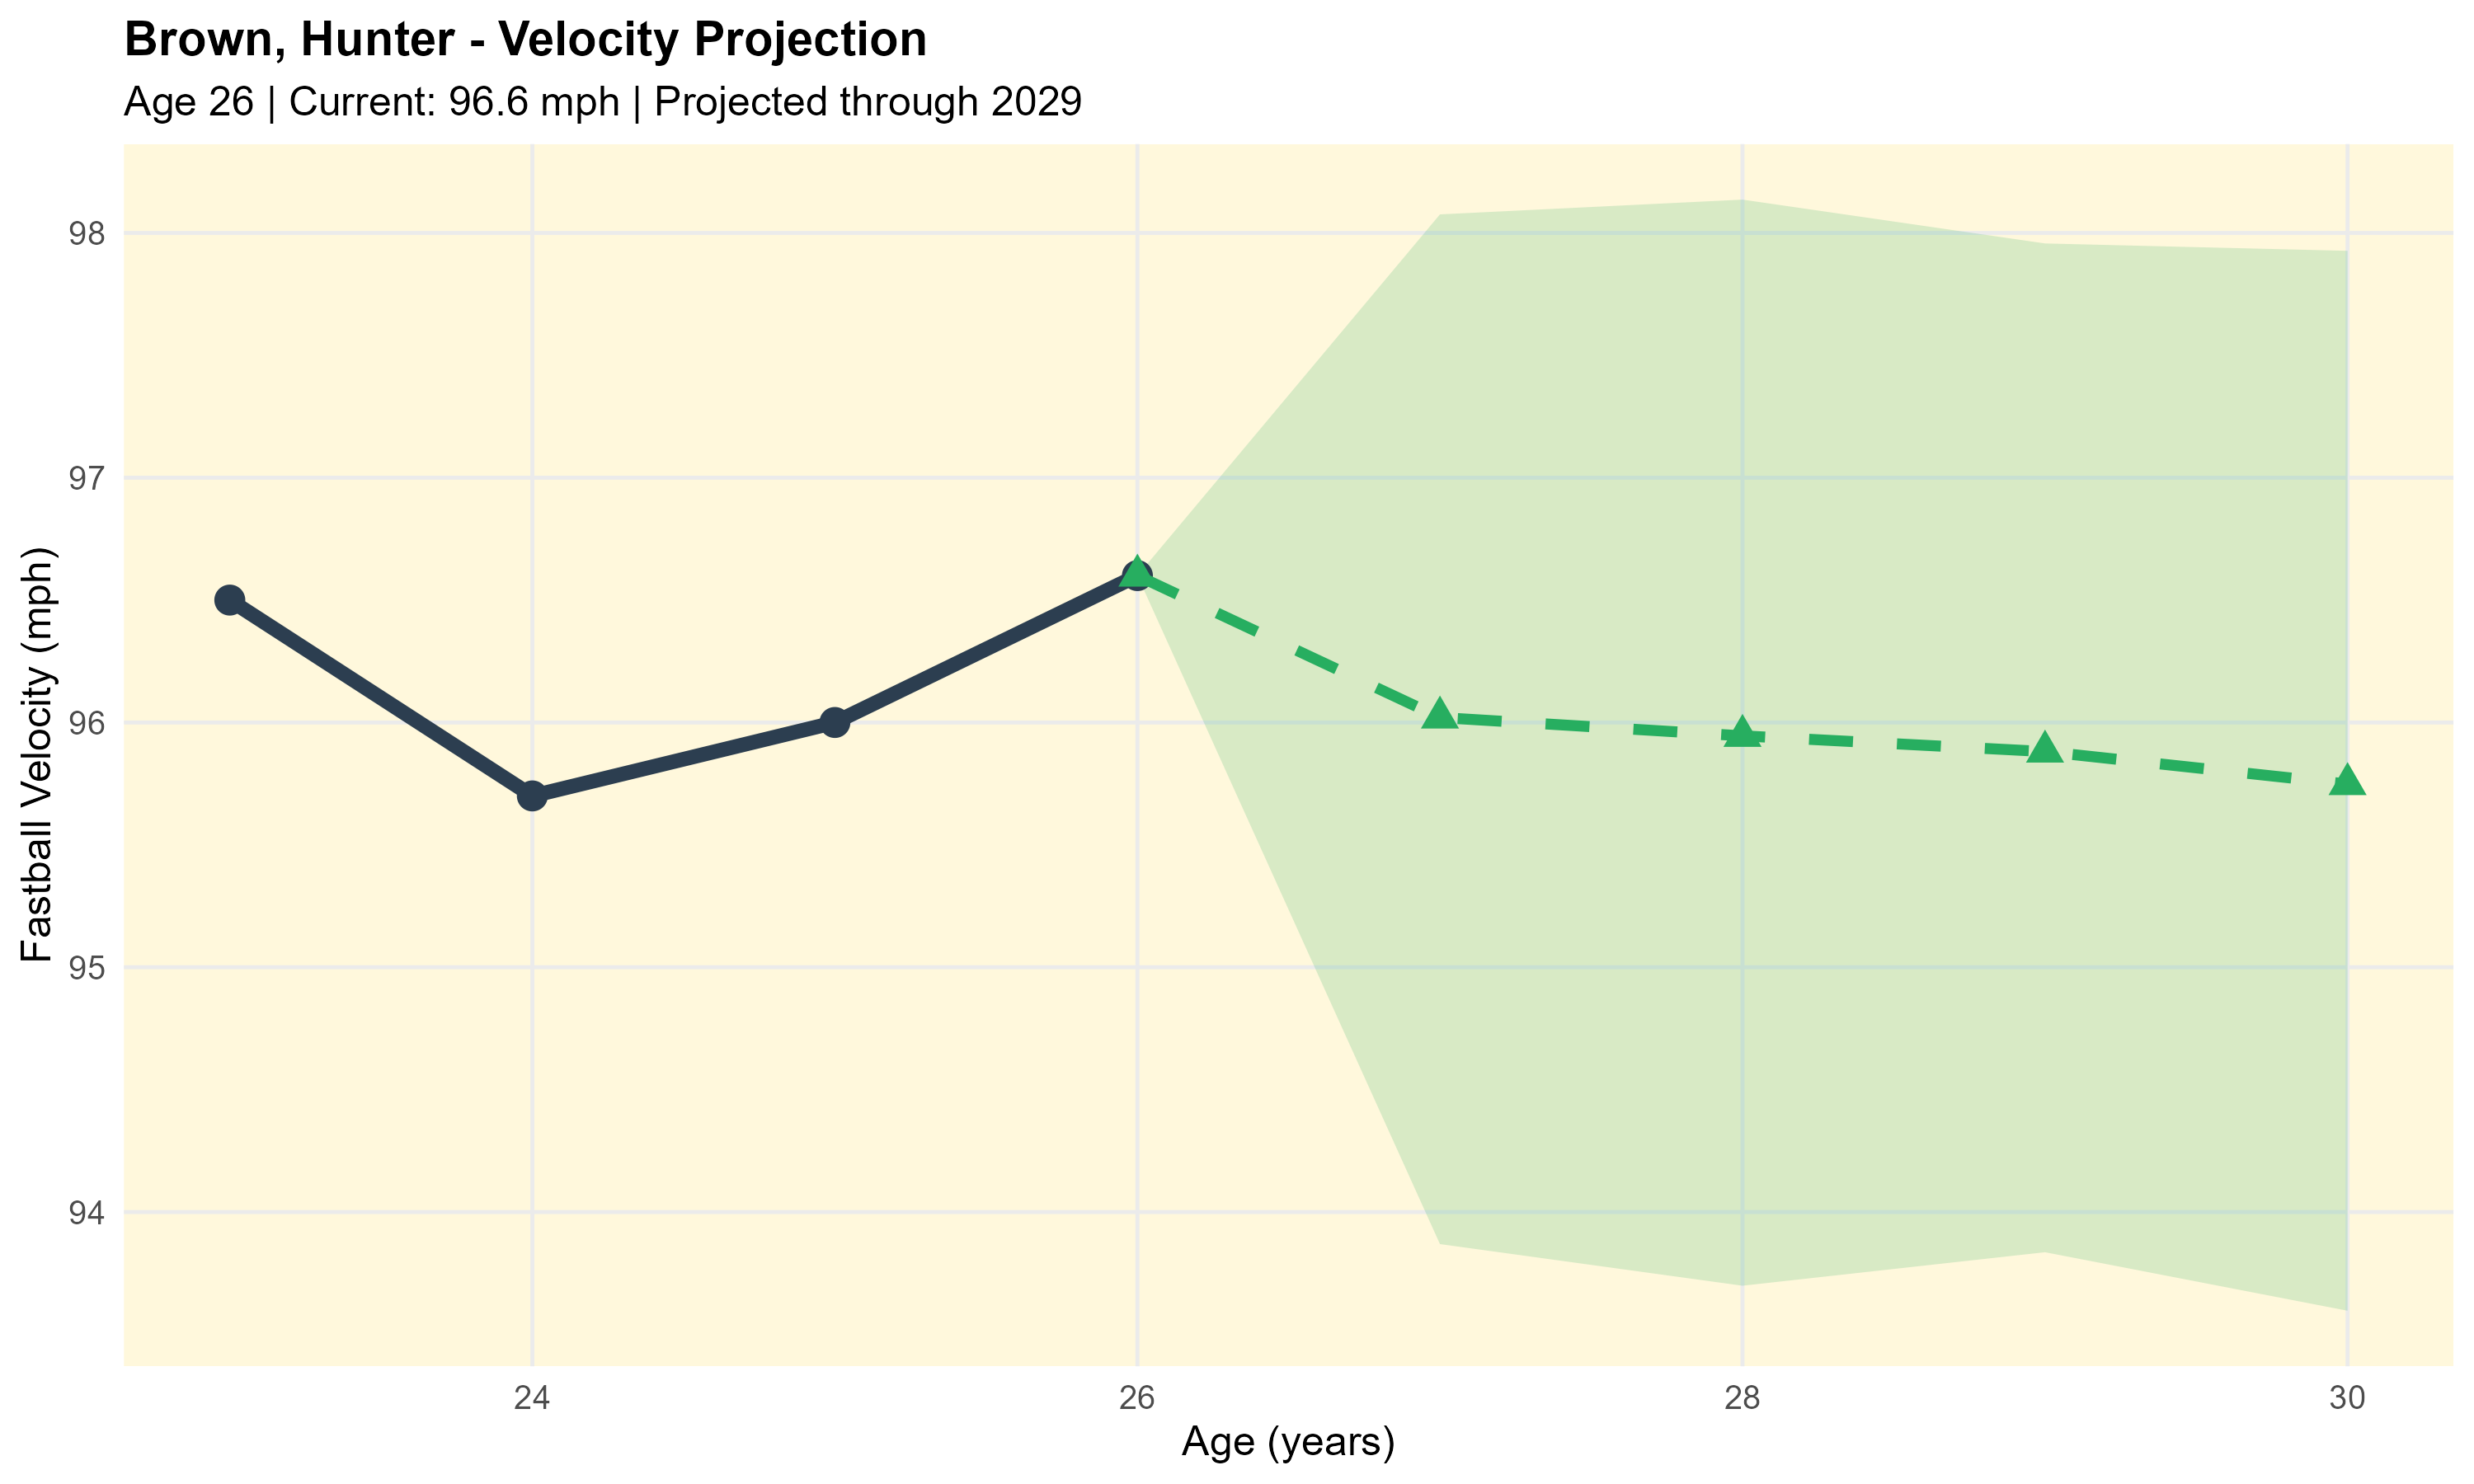 Brown, Hunter - Velocity Projection
Age 26 | Current: 96.6 mph | Projected through 2029
Fastball Velocity (mph)
98
97
96
95
94
24
26
28
30
Age (years)